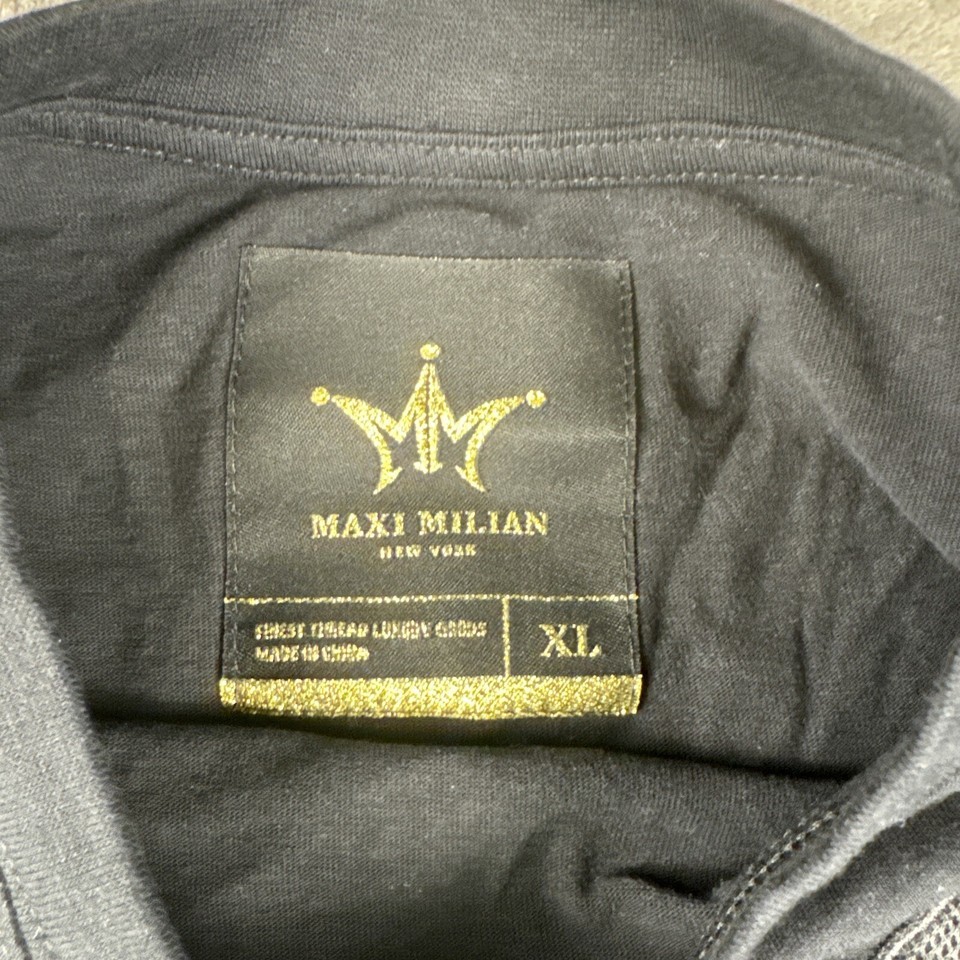 MAXI MILIAN
NEW YORK
FINEST THREAD LUXURY GOODS
MADE IN CHINA
XL